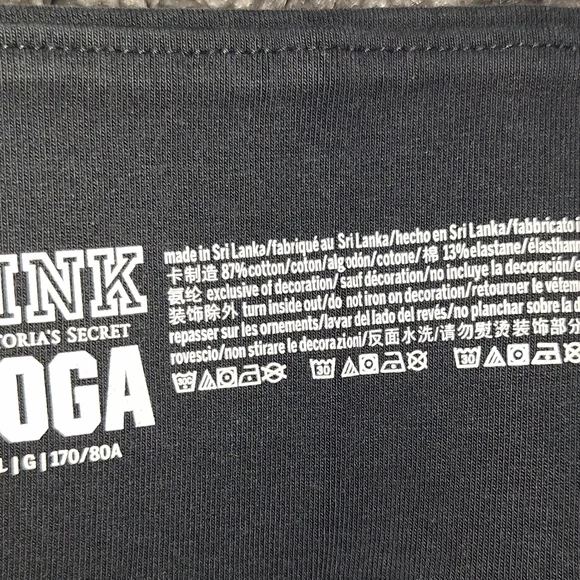 INK
TORIA'S SECRET
OGA
L | G | 170/80A
made in Sri Lanka/fabriqué au Sri Lanka/hecho en Sri Lanka/fabbricato i
卡制造 87%cotton/coton/algodón/cotone/棉 13%elastane/élasthan
氨纶 exclusive of decoration/sauf décoration/no incluye la decoración/e
装饰除外 turn inside out/do not iron on decoration/retourner le vêtem
repasser sur les ornements/lavar del lado del revés/no planchar sobre la d
rovescio/non stirare le decorazioni/反面水洗/请勿熨烫装饰部分
30
30